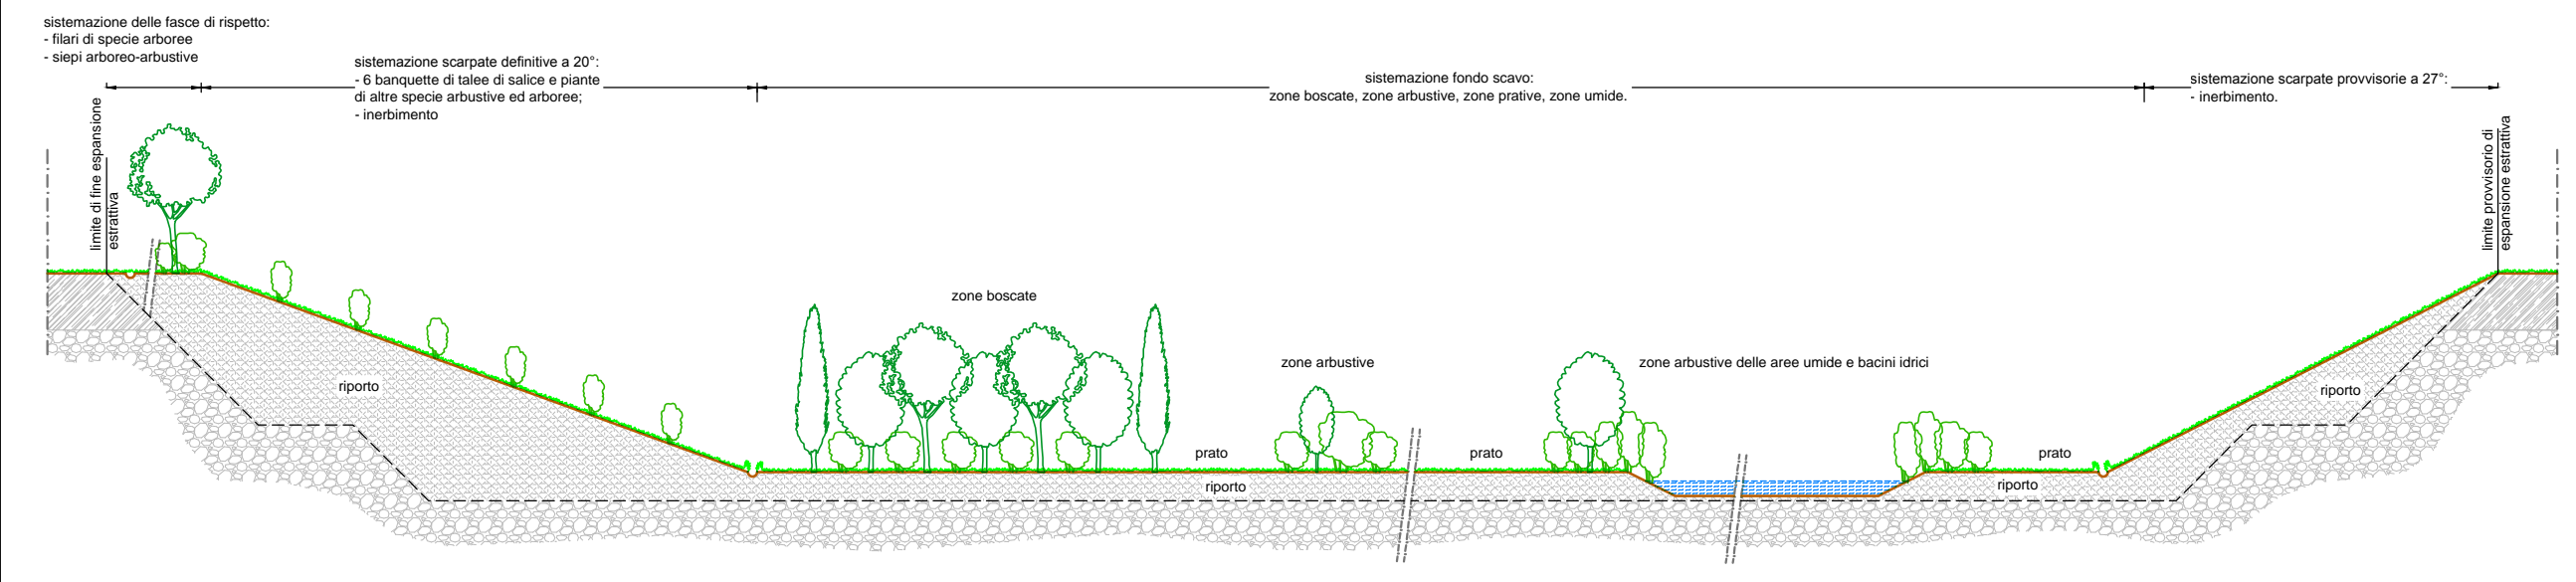 sistemazione delle fasce di rispetto:
- filari di specie arboree
- siepi arboreo-arbustive
sistemazione scarpate definitive a 20°:
- 6 banquette di talee di salice e piante
di altre specie arbustive ed arboree;
- inerbimento
sistemazione fondo scavo:
zone boscate, zone arbustive, zone prative, zone umide.
sistemazione scarpate provvisorie a 27°:
- inerbimento.
limite di fine espansione
estrattiva
limite provvisorio di
espansione estrattiva
zone boscate
zone arbustive
zone arbustive delle aree umide e bacini idrici
riporto
riporto
prato
prato
prato
riporto
riporto